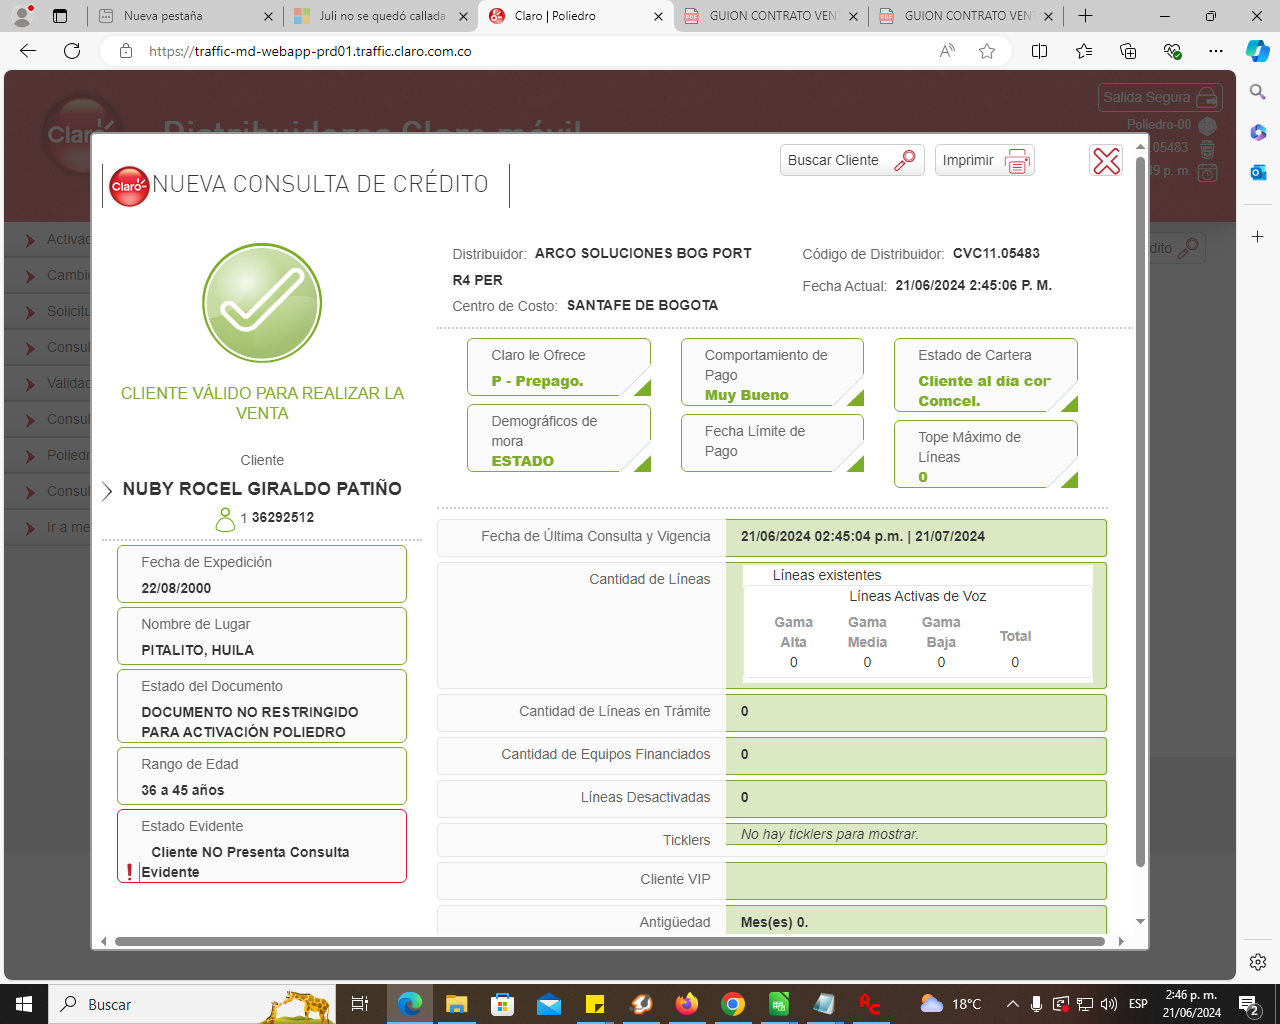 Nueva pestaña
Juli no se quedó callada
Claro | Poliedro
GUION CONTRATO VEN
GUION CONTRATO VEN
https://traffic-md-webapp-prd01.traffic.claro.com.co
Salida Segura
Poliedro-00
.05483
49 p. m.
Activac
Cambi
Solicitu
Consul
Validac
Consul
Poliedr
Consul
Ir a me
dito
Buscar Cliente
Imprimir
Claro
NUEVA CONSULTA DE CRÉDITO
CLIENTE VÁLIDO PARA REALIZAR LA
VENTA
Cliente
NUBY ROCEL GIRALDO PATIÑO
1 36292512
Fecha de Expedición
22/08/2000
Nombre de Lugar
PITALITO, HUILA
Estado del Documento
DOCUMENTO NO RESTRINGIDO
PARA ACTIVACIÓN POLIEDRO
Rango de Edad
36 a 45 años
Estado Evidente
Cliente NO Presenta Consulta
Evidente
Distribuidor: ARCO SOLUCIONES BOG PORT
R4 PER
Centro de Costo: SANTAFE DE BOGOTA
Código de Distribuidor: CVC11.05483
Fecha Actual: 21/06/2024 2:45:06 P. M.
Claro le Ofrece
P - Prepago.
Comportamiento de
Pago
Muy Bueno
Estado de Cartera
Cliente al dia cor
Comcel.
Demográficos de
mora
ESTADO
Fecha Límite de
Pago
Tope Máximo de
Líneas
0
Fecha de Última Consulta y Vigencia 21/06/2024 02:45:04 p.m. | 21/07/2024
Cantidad de Líneas
Líneas existentes
Líneas Activas de Voz
Gama Alta Gama Media Gama Baja Total
0 0 0 0
Cantidad de Líneas en Trámite 0
Cantidad de Equipos Financiados 0
Líneas Desactivadas 0
Ticklers No hay ticklers para mostrar.
Cliente VIP
Antigüedad Mes(es) 0.
Buscar
18°C
ESP
2:46 p. m.
21/06/2024
2